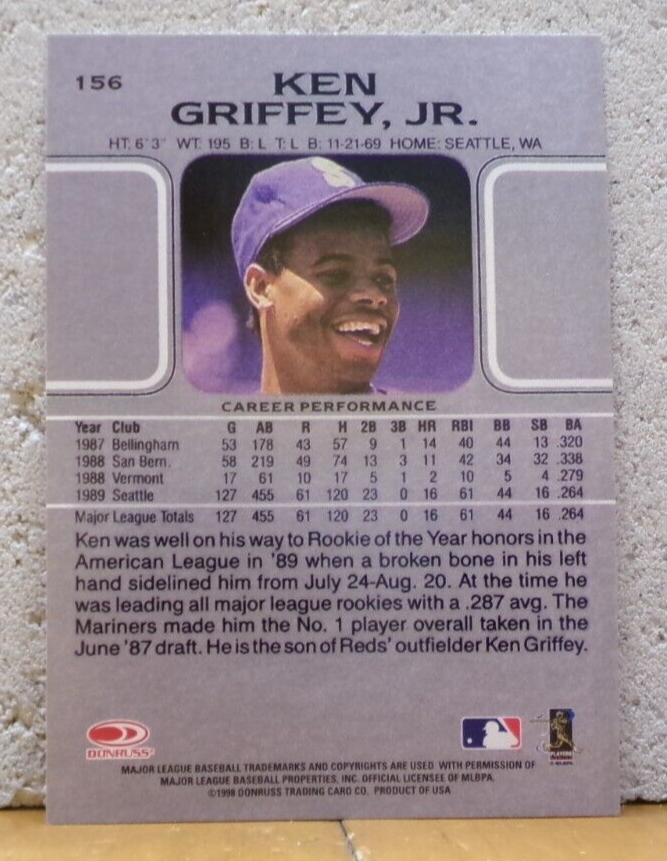 156
KEN
GRIFFEY, JR.
HT: 6'3" WT: 195 B: L T: L B: 11-21-69 HOME: SEATTLE, WA
CAREER PERFORMANCE
Year Club G AB R H 2B 3B HR RBI BB SB BA
1987 Bellingham 53 178 43 57 9 1 14 40 44 13 .320
1988 San Bern. 58 219 49 74 13 3 11 42 34 32 .338
1988 Vermont 17 61 10 17 5 1 2 10 5 4 .279
1989 Seattle 127 455 61 120 23 0 16 61 44 16 .264
Major League Totals 127 455 61 120 23 0 16 61 44 16 .264
Ken was well on his way to Rookie of the Year honors in the
American League in '89 when a broken bone in his left
hand sidelined him from July 24-Aug. 20. At the time he
was leading all major league rookies with a .287 avg. The
Mariners made him the No. 1 player overall taken in the
June '87 draft. He is the son of Reds' outfielder Ken Griffey.
DONRUSS
PLAYERS
MAJOR LEAGUE BASEBALL TRADEMARKS AND COPYRIGHTS ARE USED WITH PERMISSION OF
MAJOR LEAGUE BASEBALL PROPERTIES, INC. OFFICIAL LICENSEE OF MLBPA.
©1998 DONRUSS TRADING CARD CO. PRODUCT OF USA